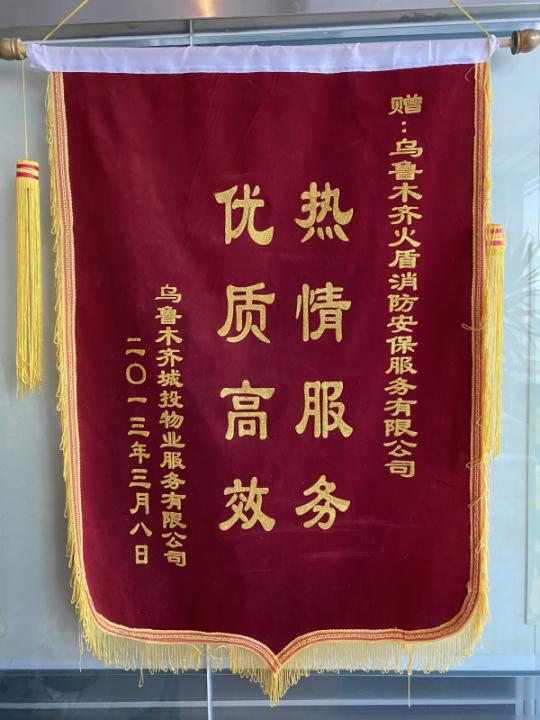 赠：乌鲁木齐火盾消防安保服务有限公司
热情服务
优质高效
乌鲁木齐城投物业服务有限公司
二〇一三年三月八日